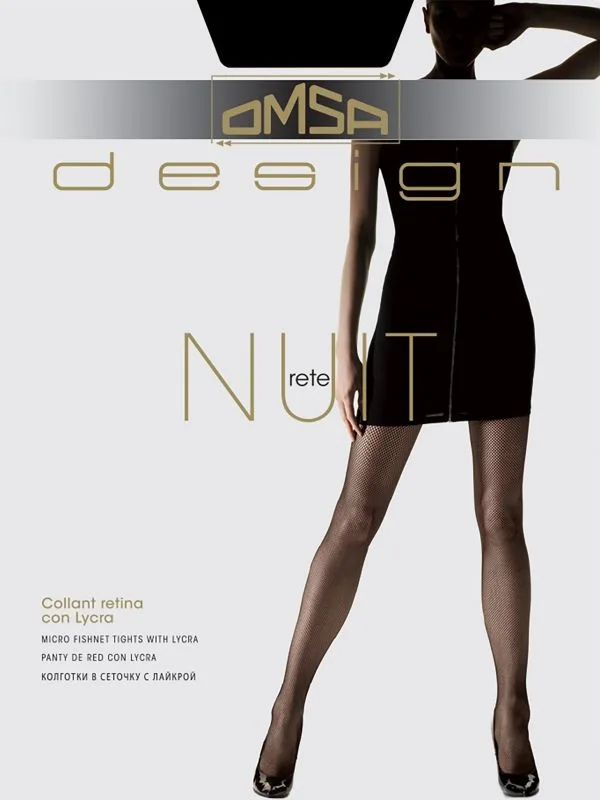 OMSA
design
NUIT
rete
Collant retina
con Lycra
MICRO FISHNET TIGHTS WITH LYCRA
PANTY DE RED CON LYCRA
КОЛГОТКИ В СЕТОЧКУ С ЛАЙКРОЙ